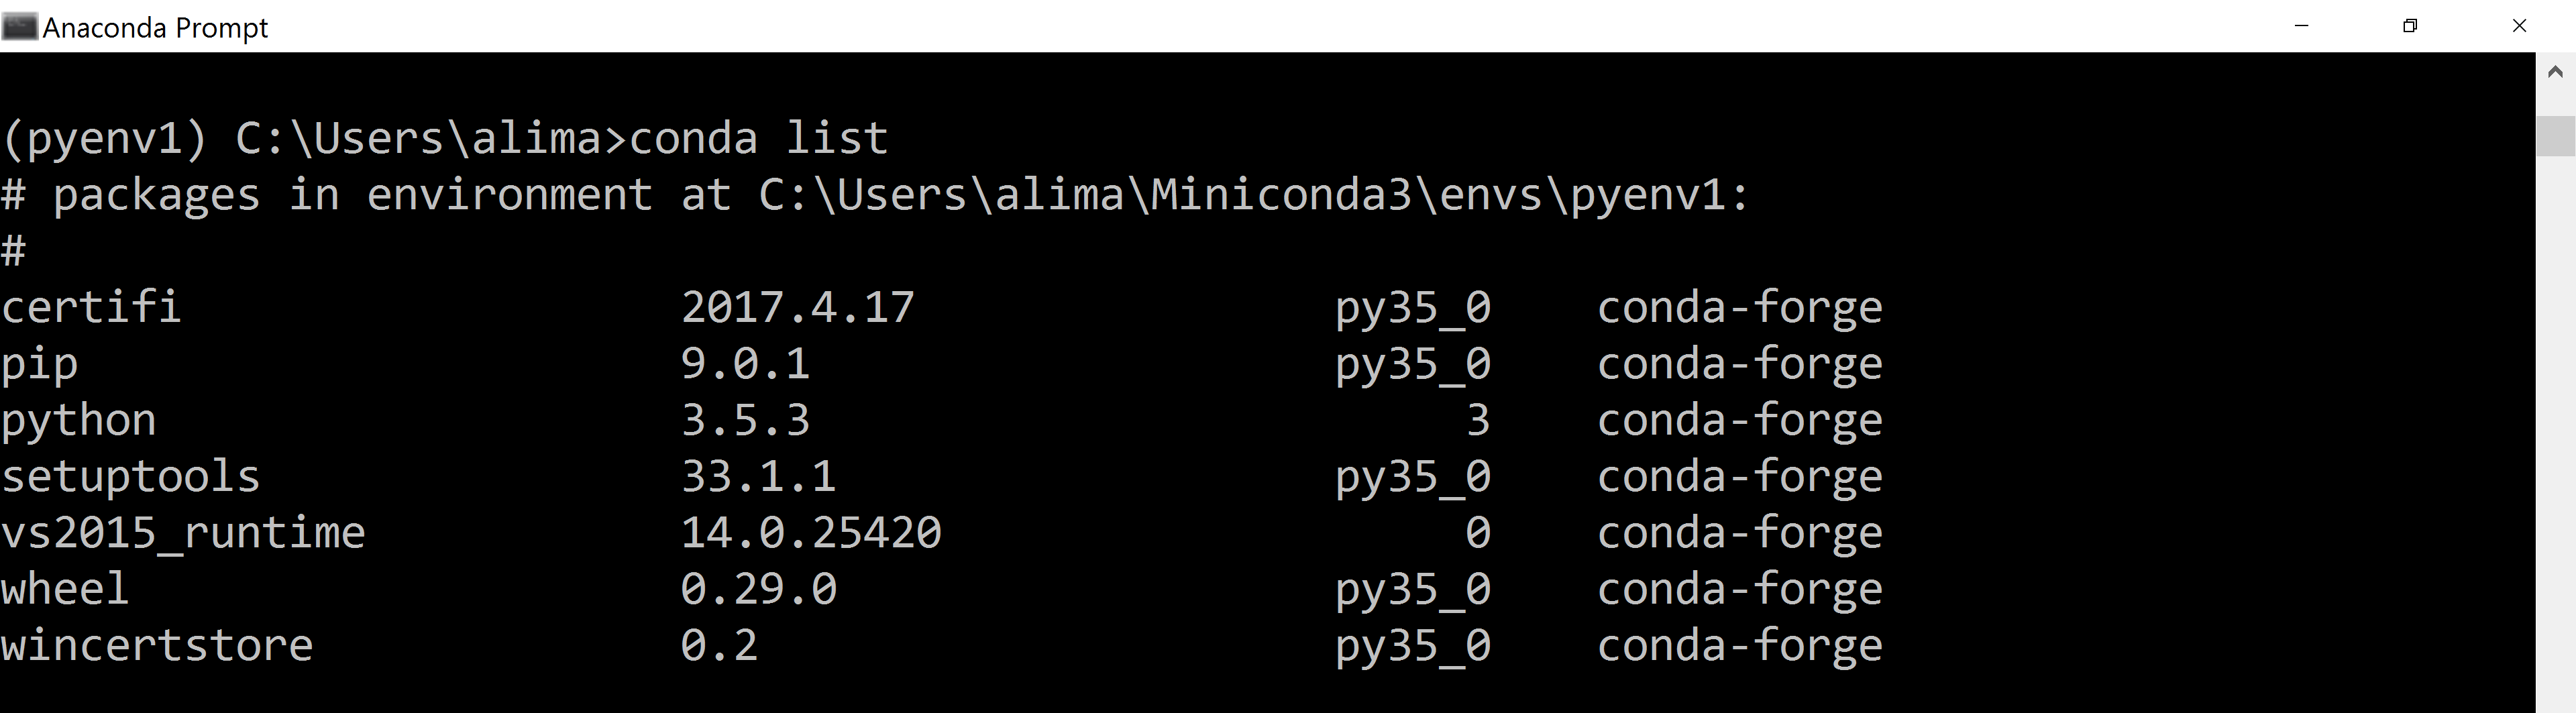 Anaconda Prompt
(pyenv1) C:\Users\alima>conda list
# packages in environment at C:\Users\alima\Miniconda3\envs\pyenv1:
#
certifi                   2017.4.17                py35_0    conda-forge
pip                       9.0.1                    py35_0    conda-forge
python                    3.5.3                         3    conda-forge
setuptools                33.1.1                   py35_0    conda-forge
vs2015_runtime            14.0.25420                    0    conda-forge
wheel                     0.29.0                   py35_0    conda-forge
wincertstore              0.2                      py35_0    conda-forge